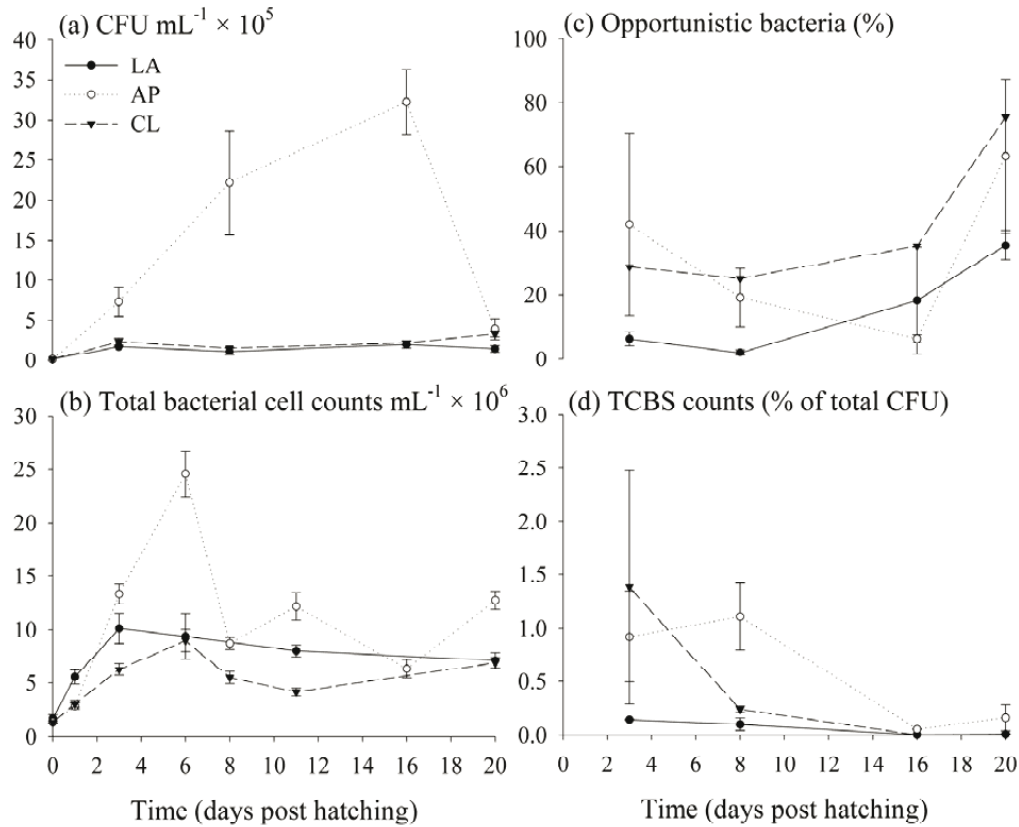 (a) CFU mL⁻¹ × 10⁵
40
35
30
25
20
15
10
5
0
LA
AP
CL
(c) Opportunistic bacteria (%)
100
80
60
40
20
0
(b) Total bacterial cell counts mL⁻¹ × 10⁶
30
25
20
15
10
5
0
0 2 4 6 8 10 12 14 16 18 20
Time (days post hatching)
(d) TCBS counts (% of total CFU)
3.0
2.5
2.0
1.5
1.0
0.5
0.0
0 2 4 6 8 10 12 14 16 18 20
Time (days post hatching)